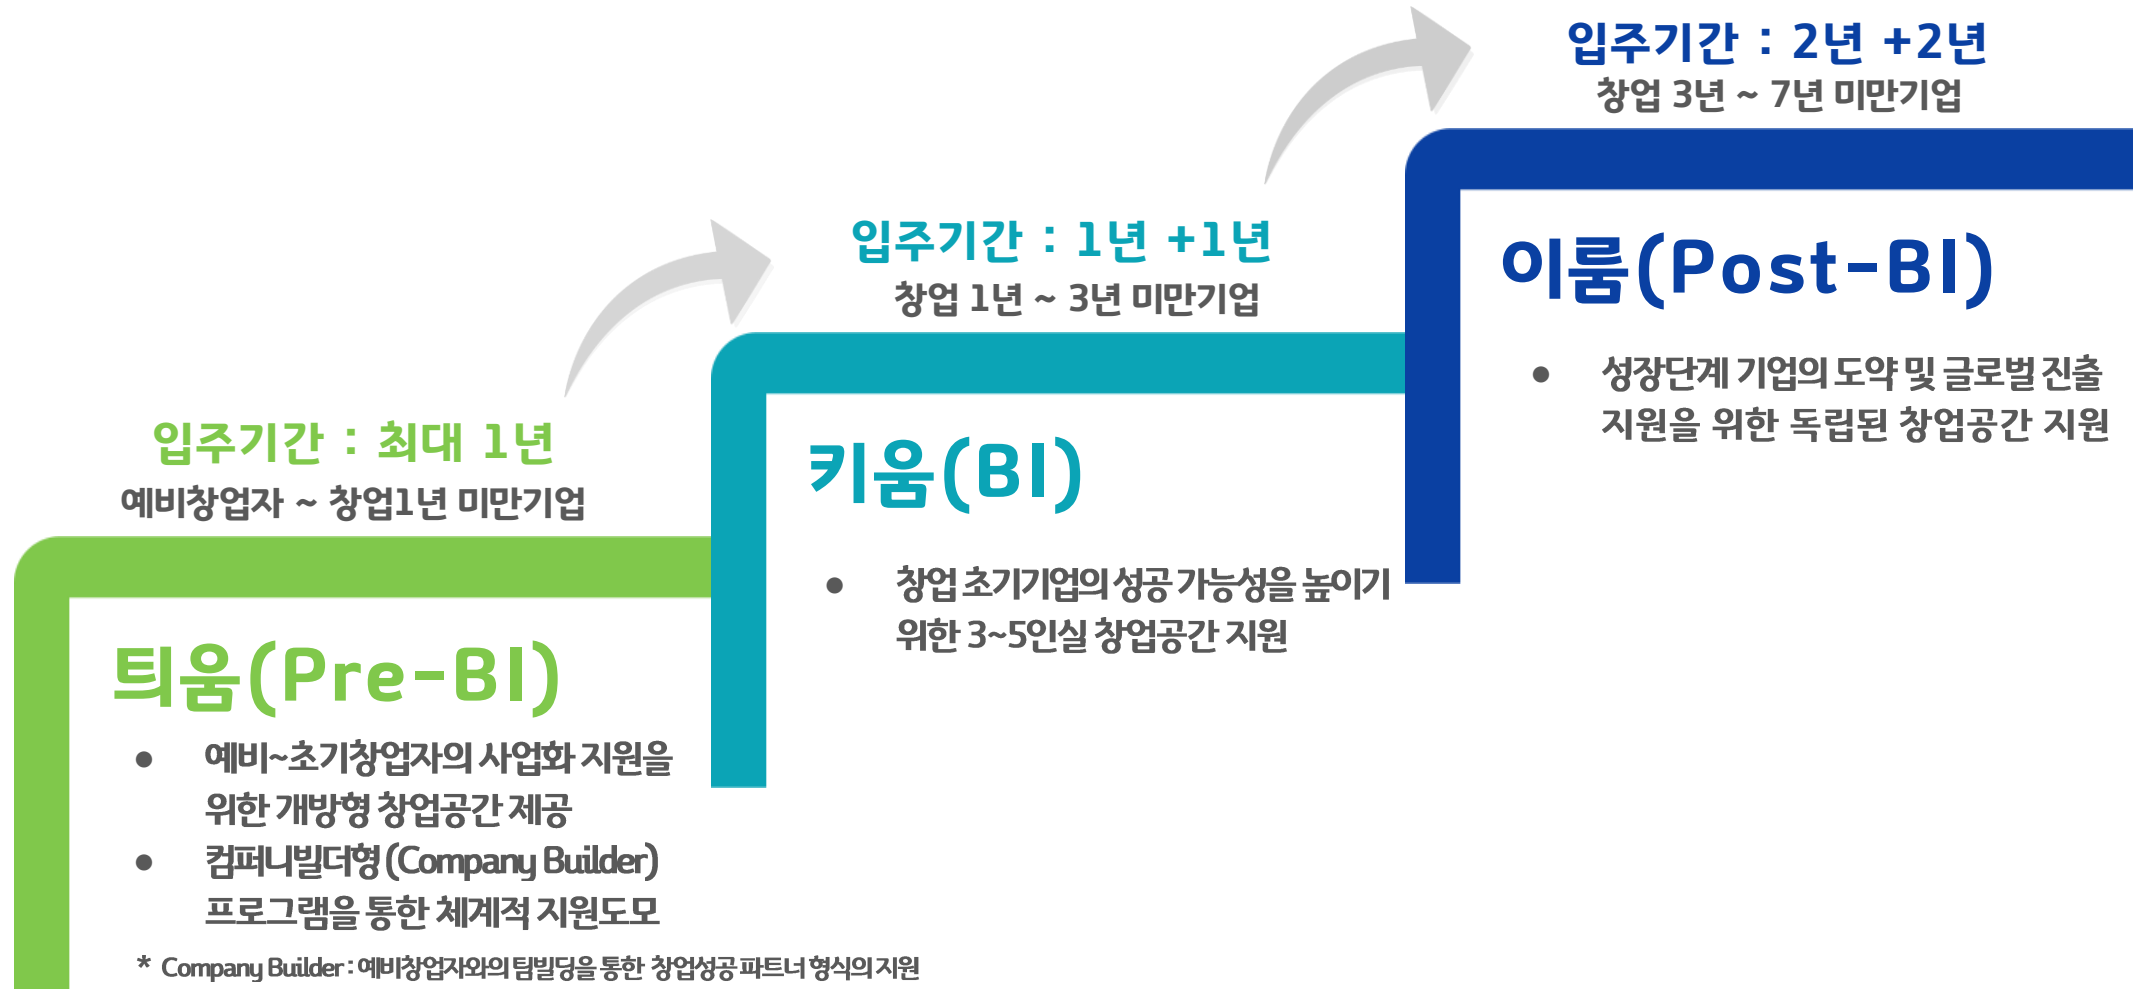 입주기간 : 2년 +2년
창업 3년 ~ 7년 미만기업
이룸(Post-BI)
● 성장단계 기업의 도약 및 글로벌 진출
지원을 위한 독립된 창업공간 지원
입주기간 : 1년 +1년
창업 1년 ~ 3년 미만기업
키움(BI)
● 창업 초기기업의 성공 가능성을 높이기
위한 3~5인실 창업공간 지원
입주기간 : 최대 1년
예비창업자 ~ 창업1년 미만기업
틔움(Pre-BI)
● 예비~초기창업자의 사업화 지원을
위한 개방형 창업공간 제공
● 컴퍼니빌더형 (Company Builder)
프로그램을 통한 체계적 지원도모
* Company Builder : 예비창업자와의 팀빌딩을 통한 창업성공 파트너 형식의 지원